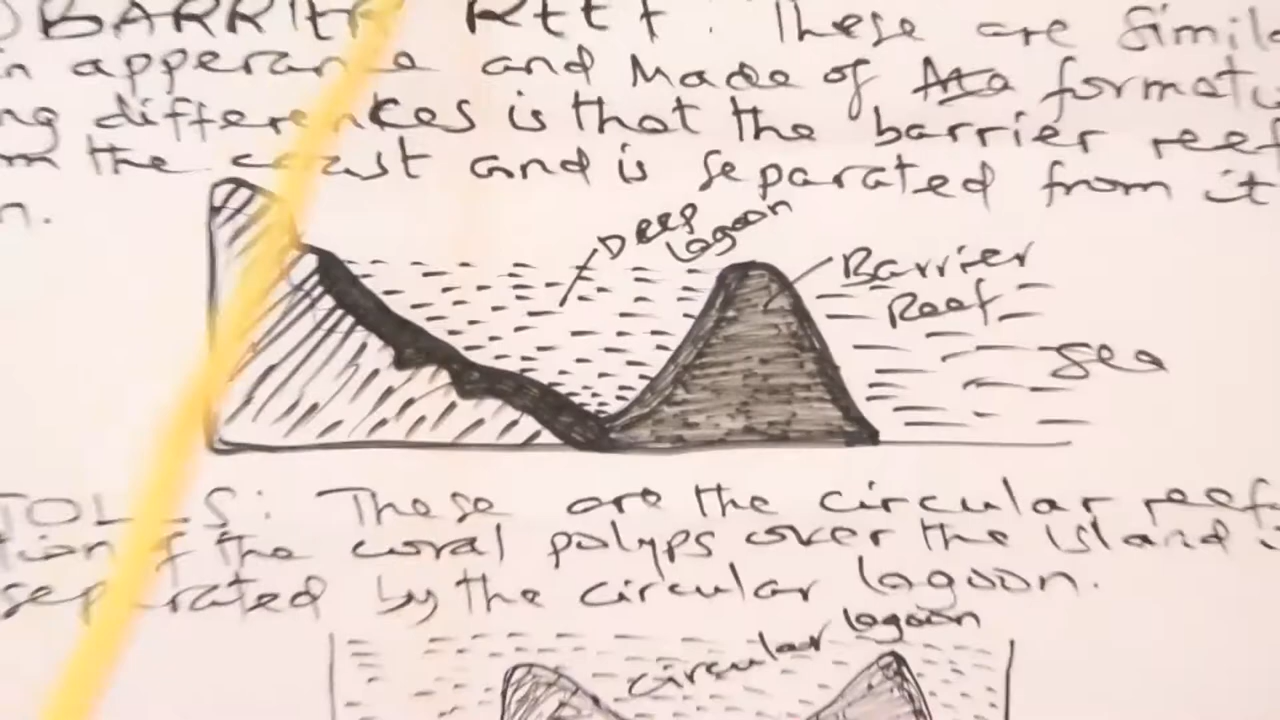 BARRIER REEF: These are Simila
in apperance and Made of formatu
ng differences is that the barrier reef
m the coast and is separated from it
n.
Deep
lagoon
Barrier
Reef
Sea
TOLLS: These are the circular reef
tion of the coral polyps over the island
separated by the circular lagoon.
circular lagoon